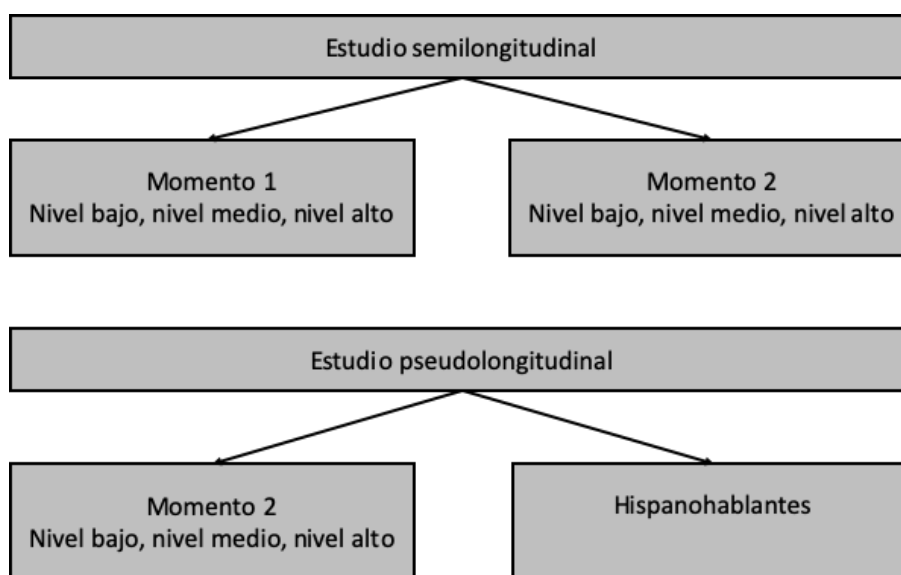 Estudio semilongitudinal
Momento 1
Nivel bajo, nivel medio, nivel alto
Momento 2
Nivel bajo, nivel medio, nivel alto
Estudio pseudolongitudinal
Momento 2
Nivel bajo, nivel medio, nivel alto
Hispanohablantes